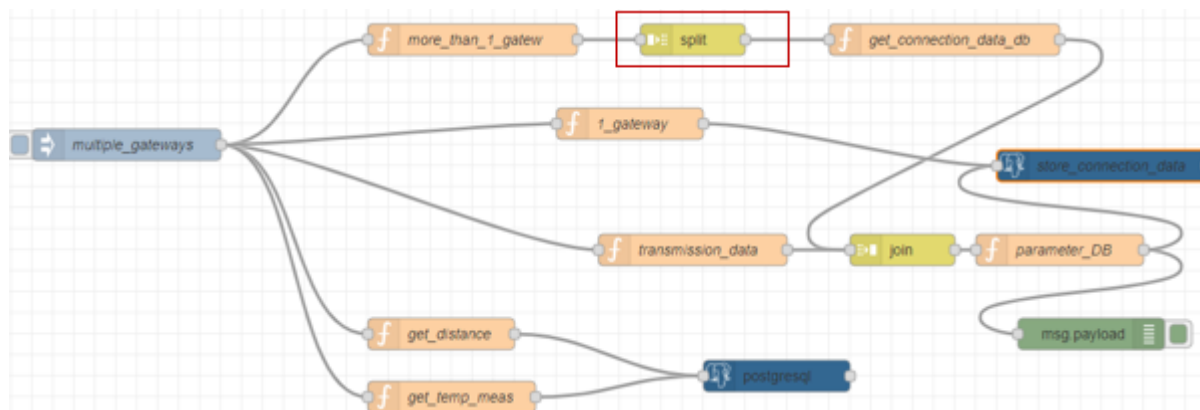 more_than_1_gatew
split
get_connection_data_db
1_gateway
multiple_gateways
store_connection_data
transmission_data
join
parameter_DB
get_distance
msg.payload
postgresql
get_temp_meas